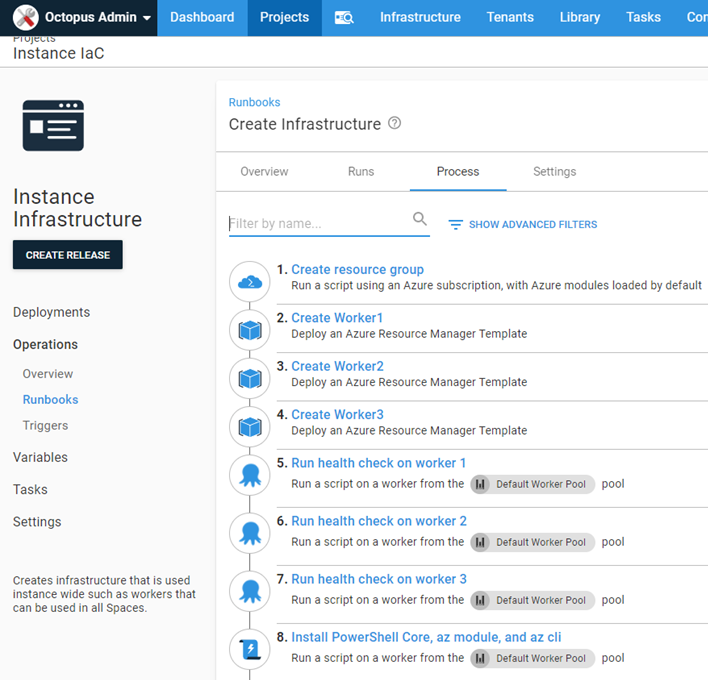 Octopus Admin
Dashboard
Projects
Infrastructure
Tenants
Library
Tasks
Con
Projects
Instance IaC
Instance
Infrastructure
CREATE RELEASE
Deployments
Operations
Overview
Runbooks
Triggers
Variables
Tasks
Settings
Creates infrastructure that is used
instance wide such as workers that
can be used in all Spaces.
Runbooks
Create Infrastructure
Overview
Runs
Process
Settings
Filter by name...
SHOW ADVANCED FILTERS
1. Create resource group
Run a script using an Azure subscription, with Azure modules loaded by default
2. Create Worker1
Deploy an Azure Resource Manager Template
3. Create Worker2
Deploy an Azure Resource Manager Template
4. Create Worker3
Deploy an Azure Resource Manager Template
5. Run health check on worker 1
Run a script on a worker from the Default Worker Pool pool
6. Run health check on worker 2
Run a script on a worker from the Default Worker Pool pool
7. Run health check on worker 3
Run a script on a worker from the Default Worker Pool pool
8. Install PowerShell Core, az module, and az cli
Run a script on a worker from the Default Worker Pool pool